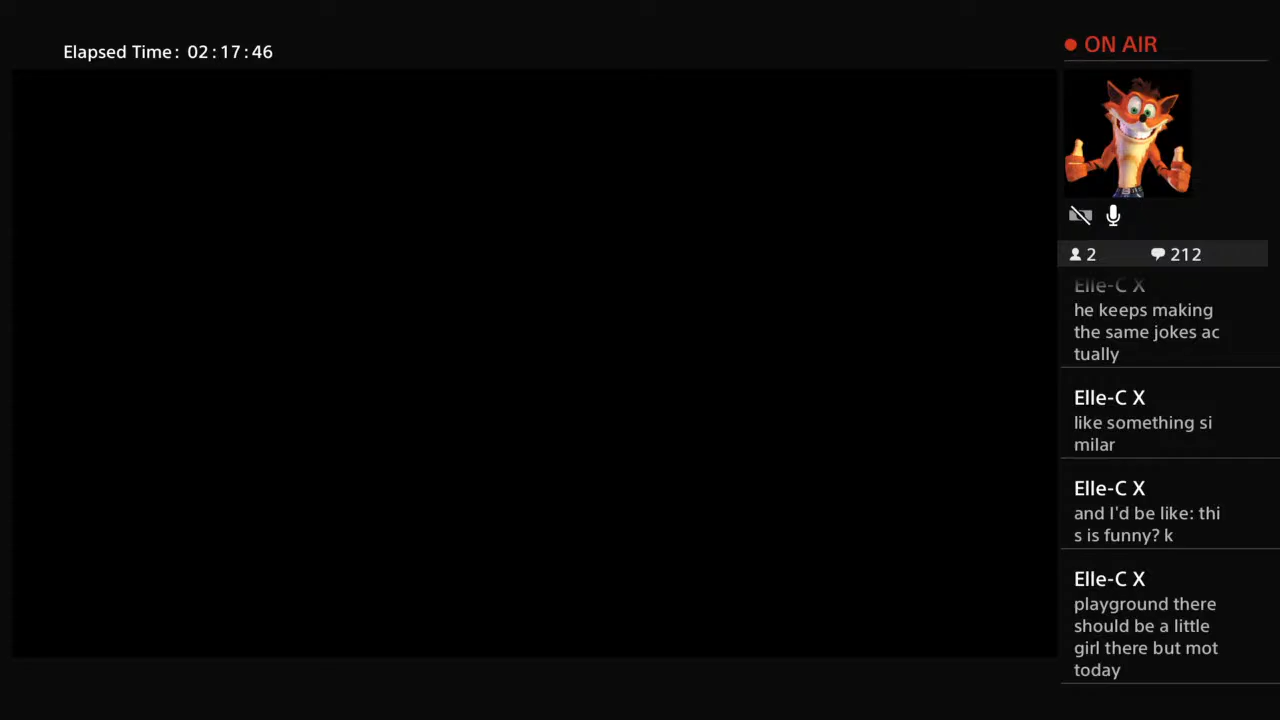 Elapsed Time: 02:17:46
ON AIR
2 212
Elle-C X
he keeps making
the same jokes ac
tually
Elle-C X
like something si
milar
Elle-C X
and I'd be like: thi
s is funny? k
Elle-C X
playground there
should be a little
girl there but mot
today